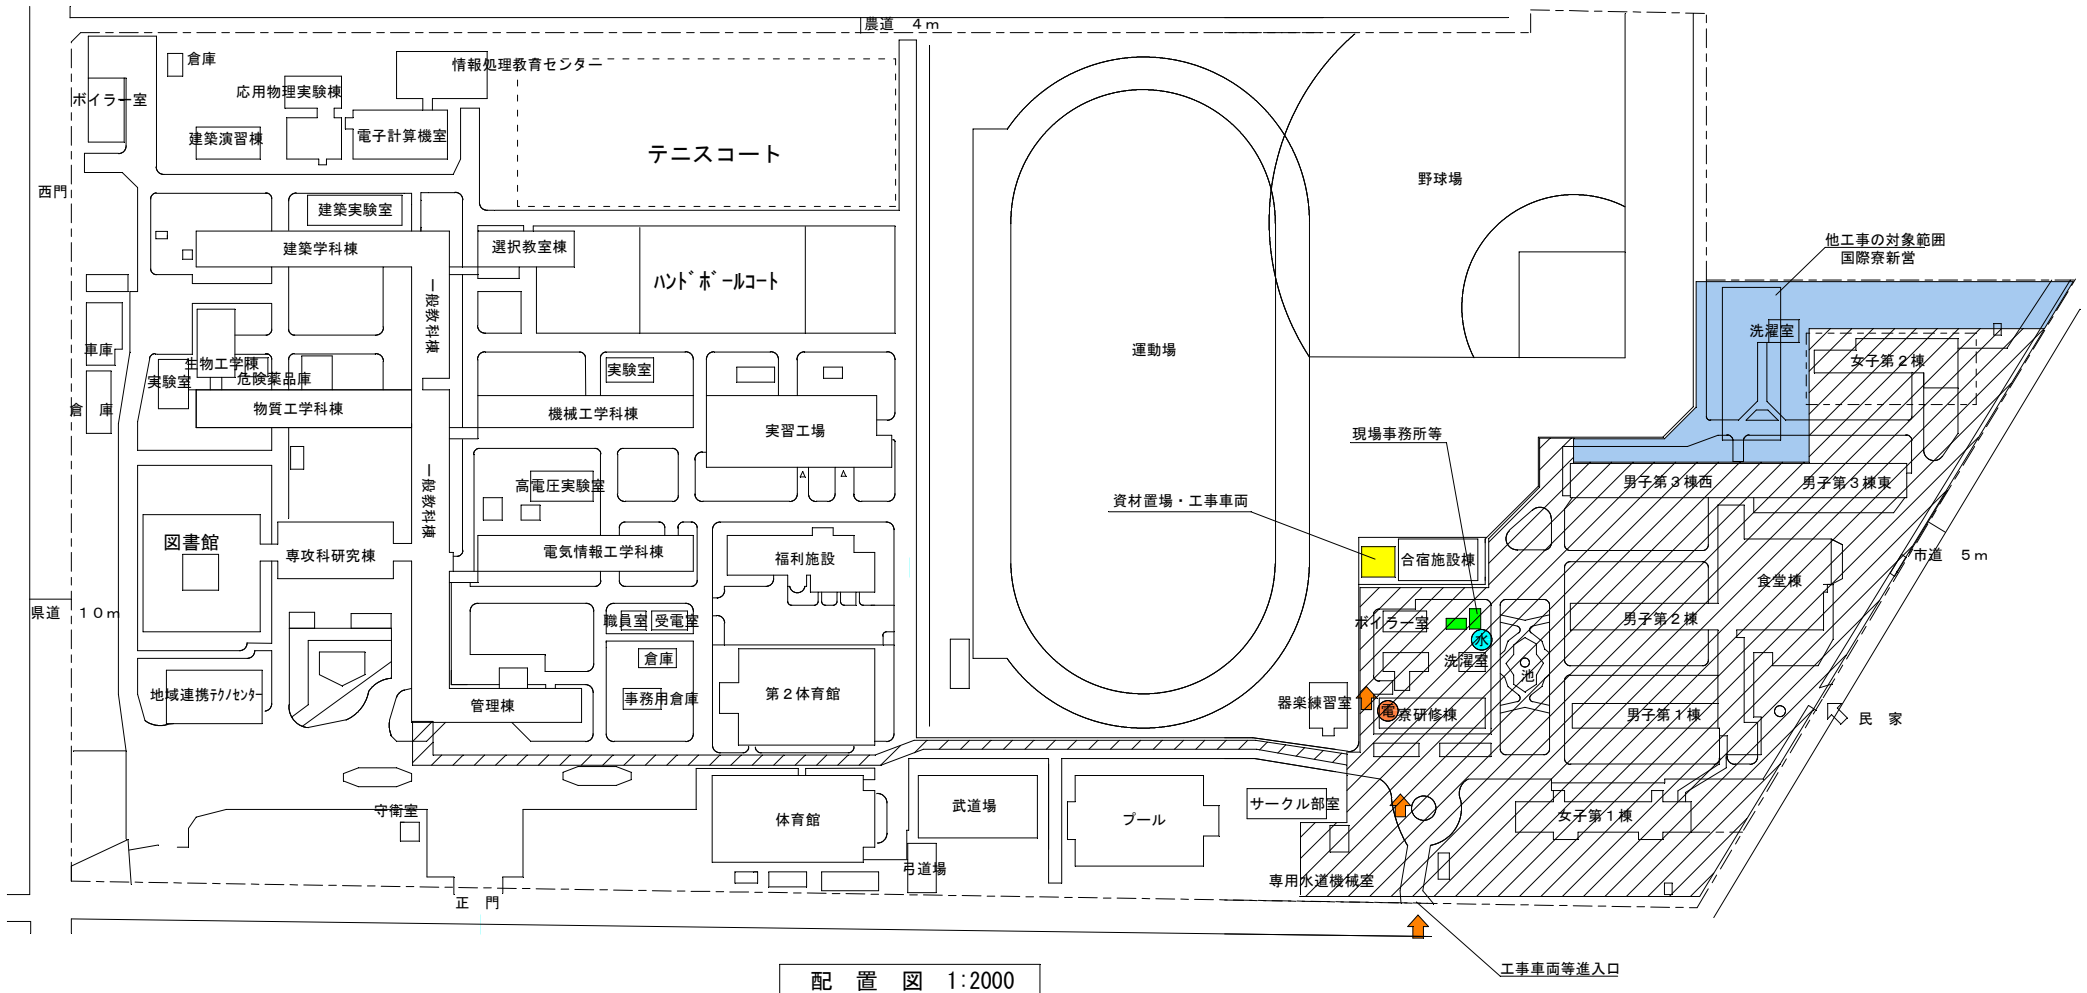 農道　4ｍ
倉庫
情報処理教育センター
ボイラー室
応用物理実験棟
建築演習棟
電子計算機室
テニスコート
野球場
西門
建築実験室
建築学科棟
選択教室棟
ハンドボールコート
一般教科棟
他工事の対象範囲
国際寮新営
洗濯室
女子第２棟
運動場
車庫
生物工学棟
実験室
危険薬品庫
実験室
倉　庫
物質工学科棟
機械工学科棟
実習工場
現場事務所等
一般教科棟
高電圧実験室
男子第３棟西
男子第３棟東
資材置場・工事車両
図書館
専攻科研究棟
電気情報工学科棟
福利施設
合宿施設棟
市道　５ｍ
食堂棟
県道　１０ｍ
職員室
受電室
ボイラー室
男子第２棟
水
倉庫
洗濯室
池
地域連携テクノセンター
管理棟
事務用倉庫
第２体育館
器楽練習室
電
寮研修棟
男子第１棟
民　家
守衛室
体育館
武道場
プール
サークル部室
女子第１棟
弓道場
専用水道機械室
正　門
工事車両等進入口
配　置　図　1:2000